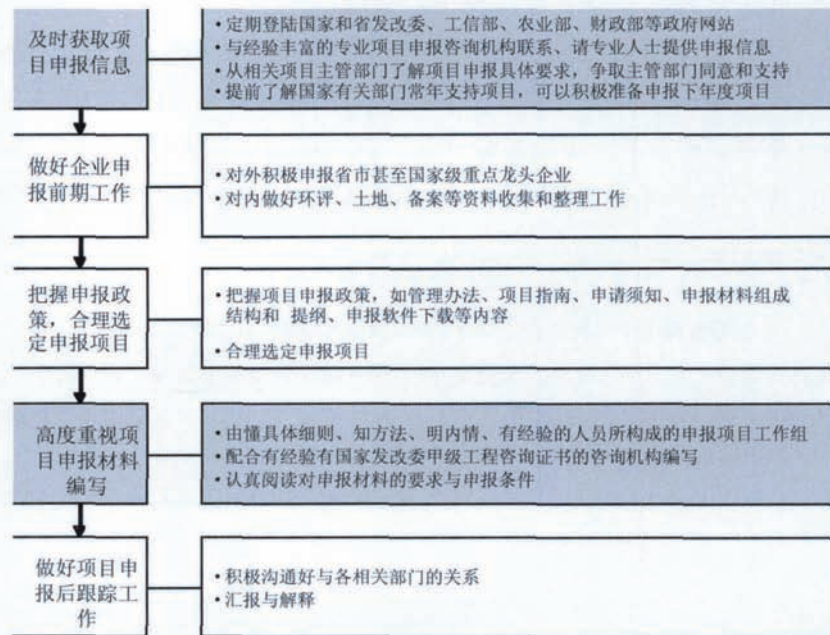 及时获取项
目申报信息
• 定期登陆国家和省发改委、工信部、农业部、财政部等政府网站
• 与经验丰富的专业项目申报咨询机构联系、请专业人士提供申报信息
• 从相关项目主管部门了解项目申报具体要求，争取主管部门同意和支持
• 提前了解国家有关部门常年支持项目，可以积极准备申报下年度项目
做好企业申
报前期工作
• 对外积极申报省市甚至国家级重点龙头企业
• 对内做好环评、土地、备案等资料收集和整理工作
把握申报政
策，合理选
定申报项目
• 把握项目申报政策，如管理办法、项目指南、申请须知、申报材料组成
结构和 提纲、申报软件下载等内容
• 合理选定申报项目
高度重视项
目申报材料
编写
• 由懂具体细则、知方法、明内情、有经验的人员所构成的申报项目工作组
• 配合有经验有国家发改委甲级工程咨询证书的咨询机构编写
• 认真阅读对申报材料的要求与申报条件
做好项目申
报后跟踪工
作
• 积极沟通好与各相关部门的关系
• 汇报与解释